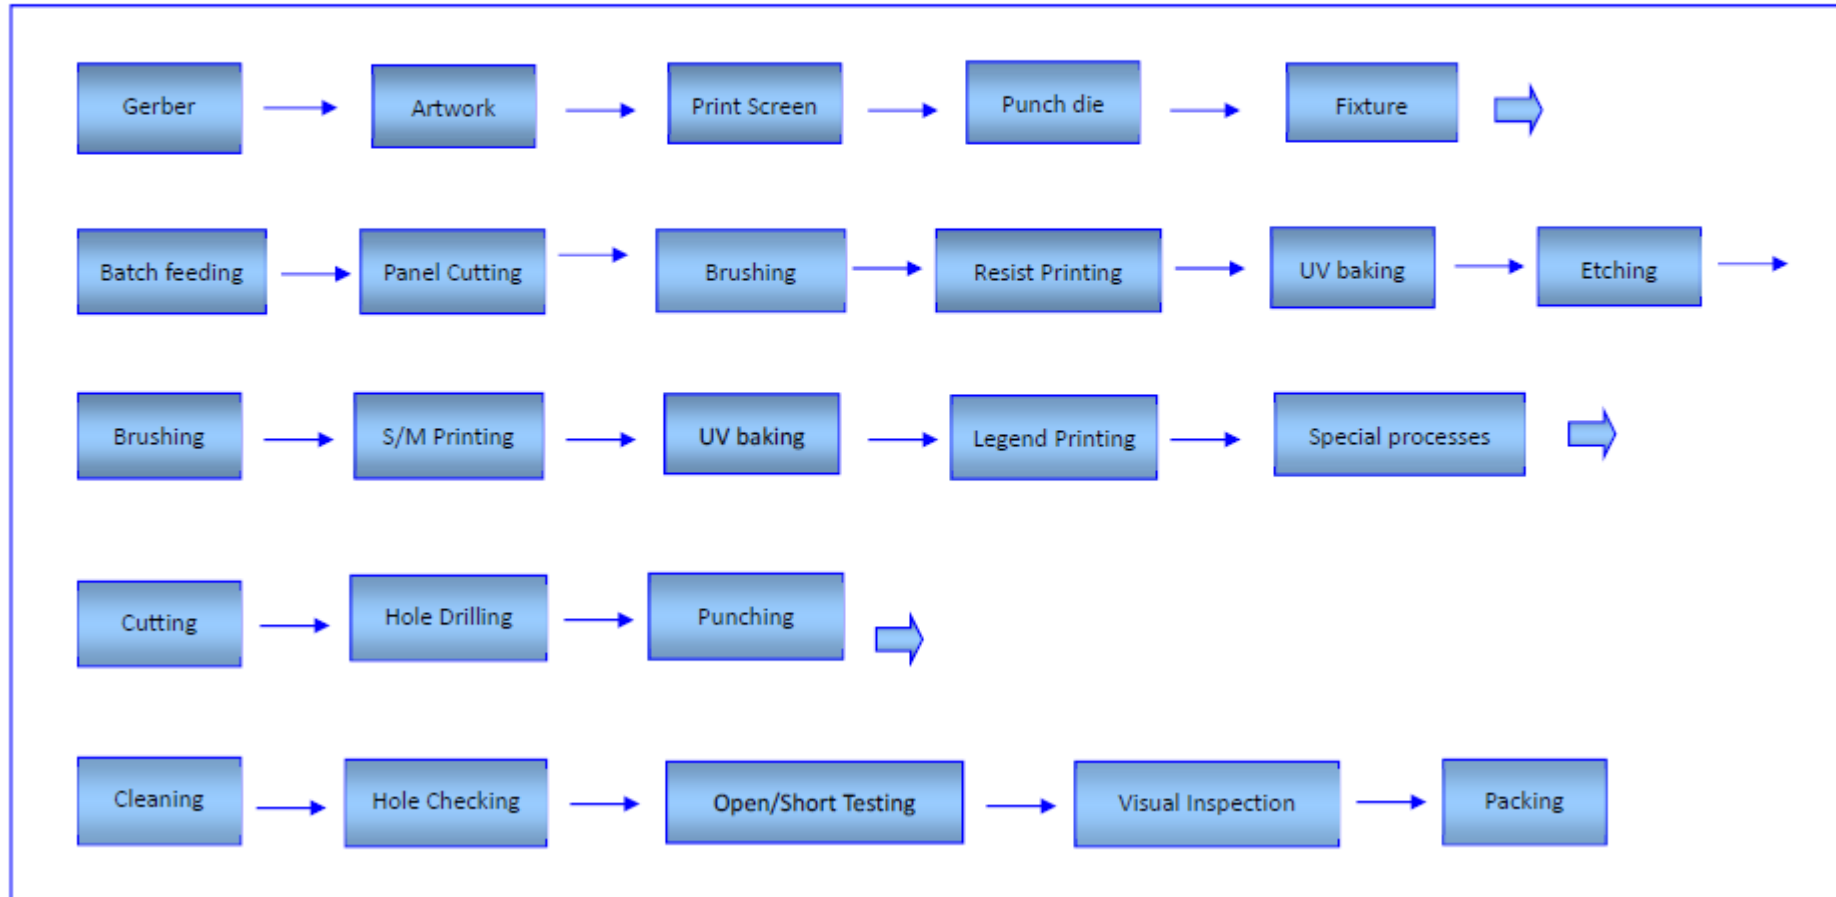 Gerber
Artwork
Print Screen
Punch die
Fixture
Batch feeding
Panel Cutting
Brushing
Resist Printing
UV baking
Etching
Brushing
S/M Printing
UV baking
Legend Printing
Special processes
Cutting
Hole Drilling
Punching
Cleaning
Hole Checking
Open/Short Testing
Visual Inspection
Packing